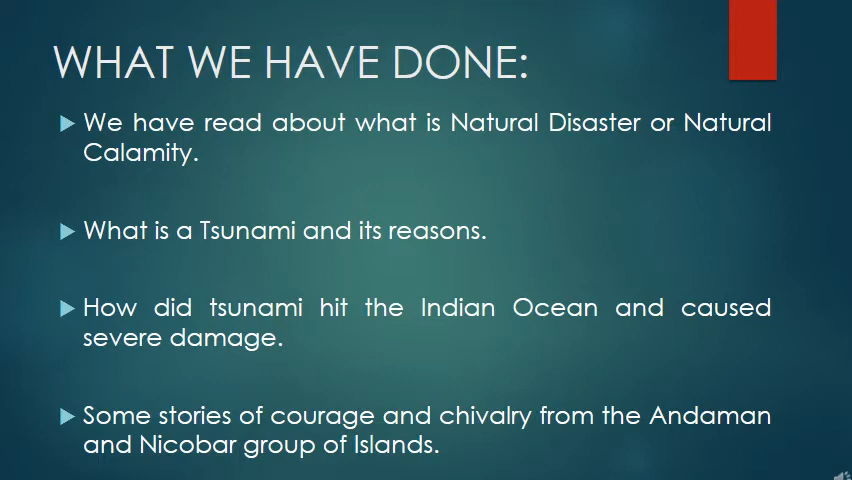 WHAT WE HAVE DONE:
We have read about what is Natural Disaster or Natural
Calamity.
What is a Tsunami and its reasons.
How did tsunami hit the Indian Ocean and caused
severe damage.
Some stories of courage and chivalry from the Andaman
and Nicobar group of Islands.